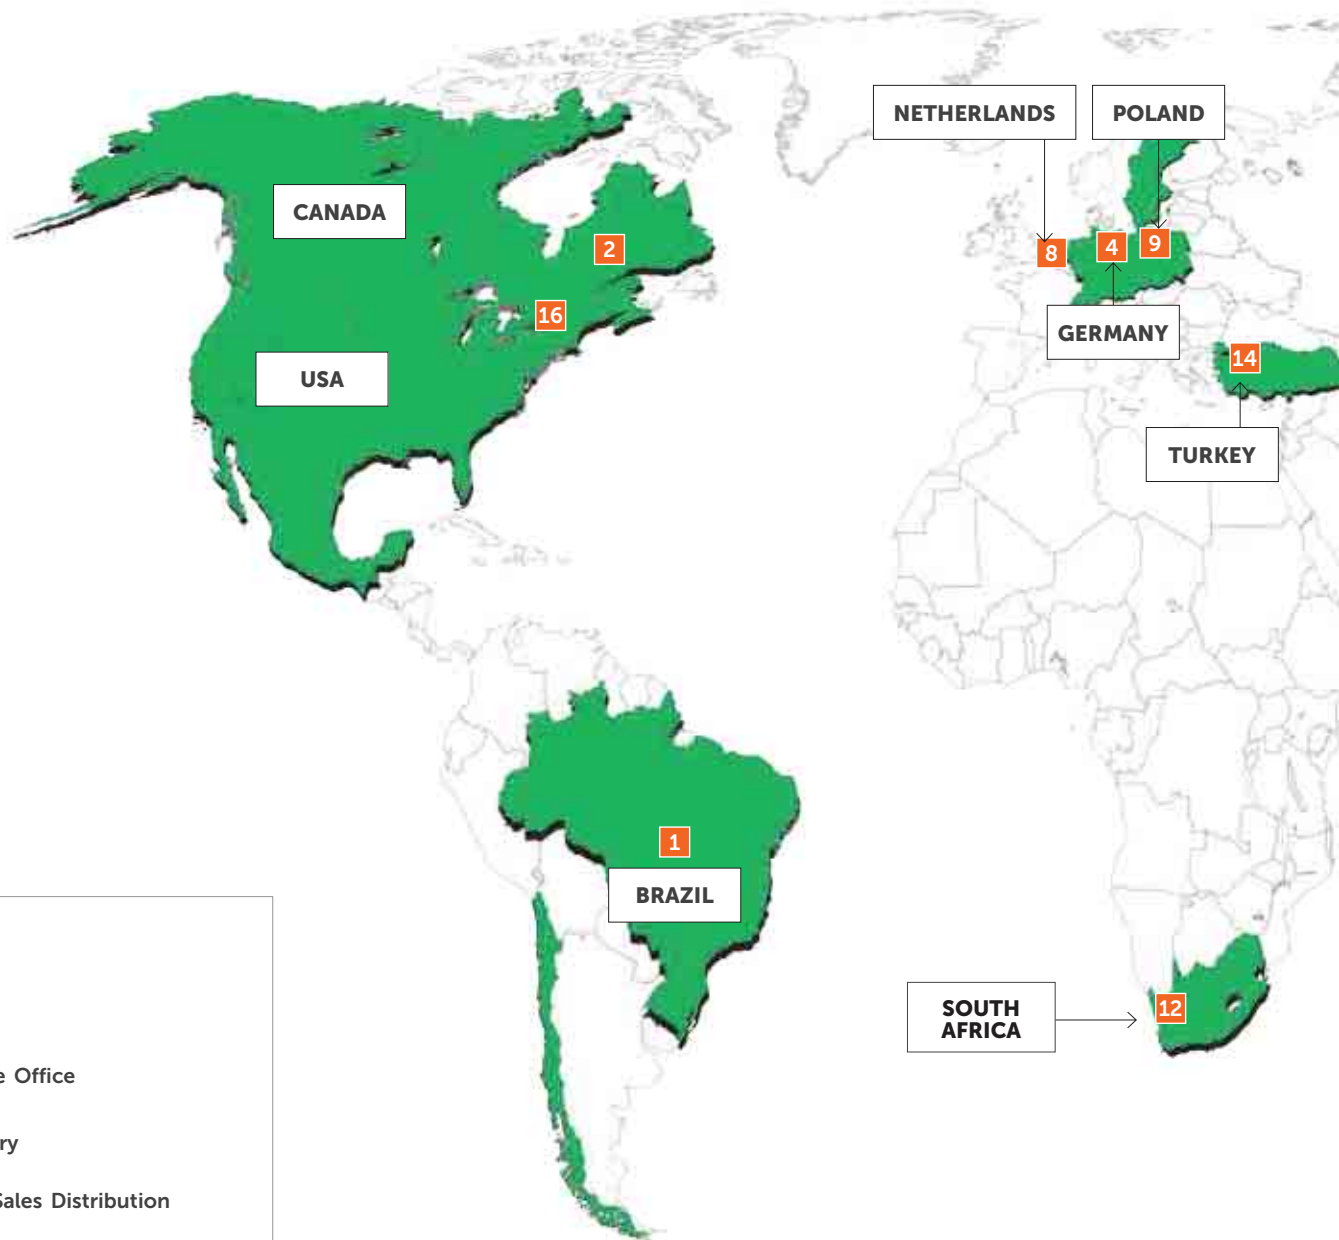 NETHERLANDS
POLAND
CANADA
2
8
4
9
16
GERMANY
USA
14
TURKEY
1
BRAZIL
SOUTH
AFRICA
12
Office
Sales Distribution